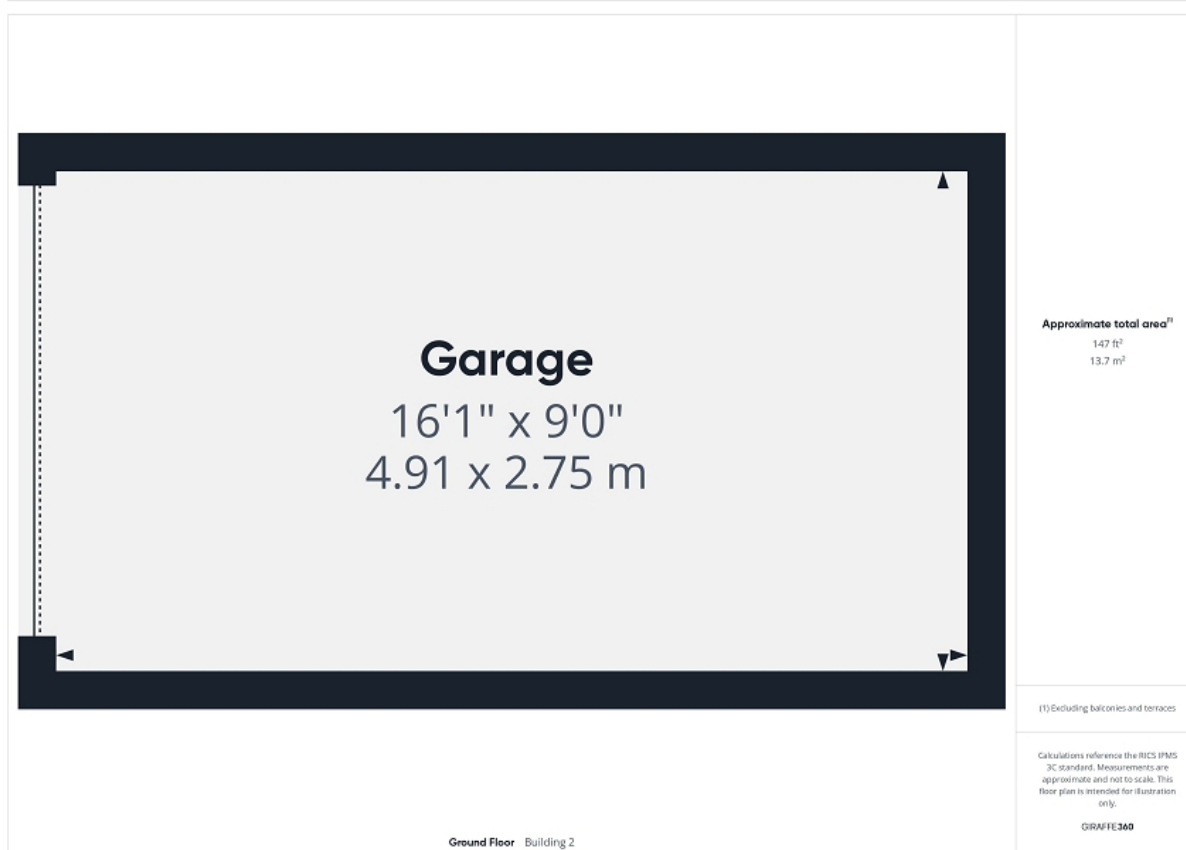 Garage
16'1" x 9'0"
4.91 x 2.75 m
Approximate total area(1)
147 ft²
13.7 m²
(1) Excluding balconies and terraces
Calculations reference the RICS IPMS
3C standard. Measurements are
approximate and not to scale. This
floor plan is intended for illustration
only.
GIRAFFE360
Ground Floor Building 2